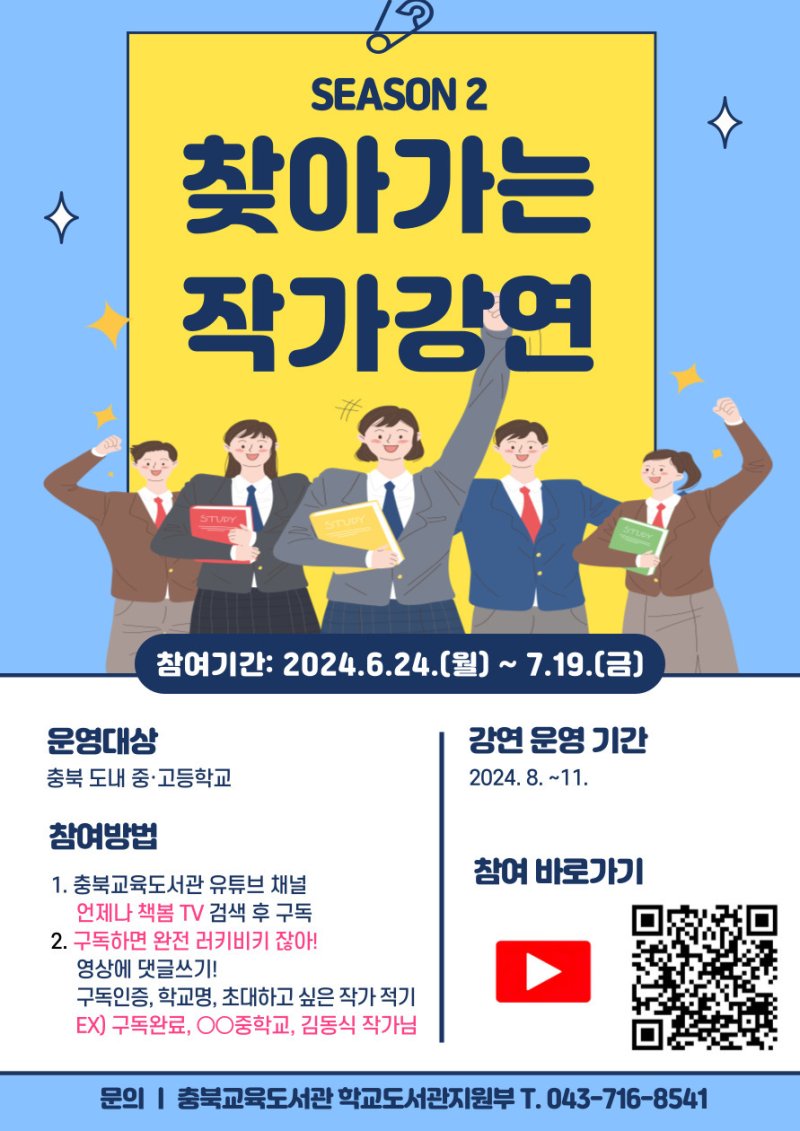 SEASON 2
찾아가는
작가강연
STUDY
STUDY
STUDY
참여기간: 2024.6.24.(월) ~ 7.19.(금)
운영대상
충북 도내 중·고등학교
참여방법
1. 충북교육도서관 유튜브 채널
언제나 책봄 TV 검색 후 구독
2. 구독하면 완전 러키비키 잖아!
영상에 댓글쓰기!
구독인증, 학교명, 초대하고 싶은 작가 적기
EX) 구독완료, ○○중학교, 김동식 작가님
강연 운영 기간
2024. 8. ~11.
참여 바로가기
문의 ㅣ 충북교육도서관 학교도서관지원부 T. 043-716-8541